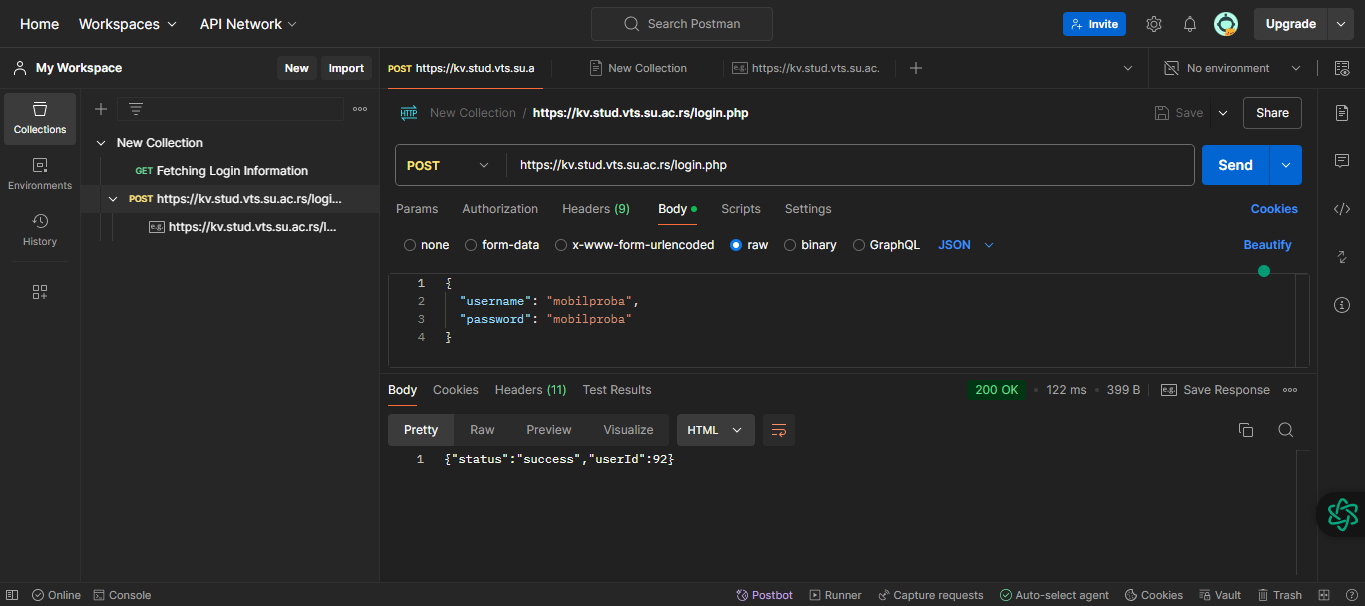 Home Workspaces API Network Search Postman Invite Upgrade
My Workspace New Import POST https://kv.stud.vts.su.a New Collection e.g. https://kv.stud.vts.su.ac. No environment
Collections
Environments
History
New Collection
GET Fetching Login Information
POST https://kv.stud.vts.su.ac.rs/logi...
e.g. https://kv.stud.vts.su.ac.rs/l...
HTTP New Collection / https://kv.stud.vts.su.ac.rs/login.php Save Share
POST https://kv.stud.vts.su.ac.rs/login.php Send
Params Authorization Headers (9) Body Scripts Settings Cookies
none form-data x-www-form-urlencoded raw binary GraphQL JSON Beautify
1 {
2 "username": "mobilproba",
3 "password": "mobilproba"
4 }
Body Cookies Headers (11) Test Results 200 OK 122 ms 399 B e.g. Save Response
Pretty Raw Preview Visualize HTML
1 {"status":"success","userId":92}
Online Console Postbot Runner Capture requests Auto-select agent Cookies Vault Trash